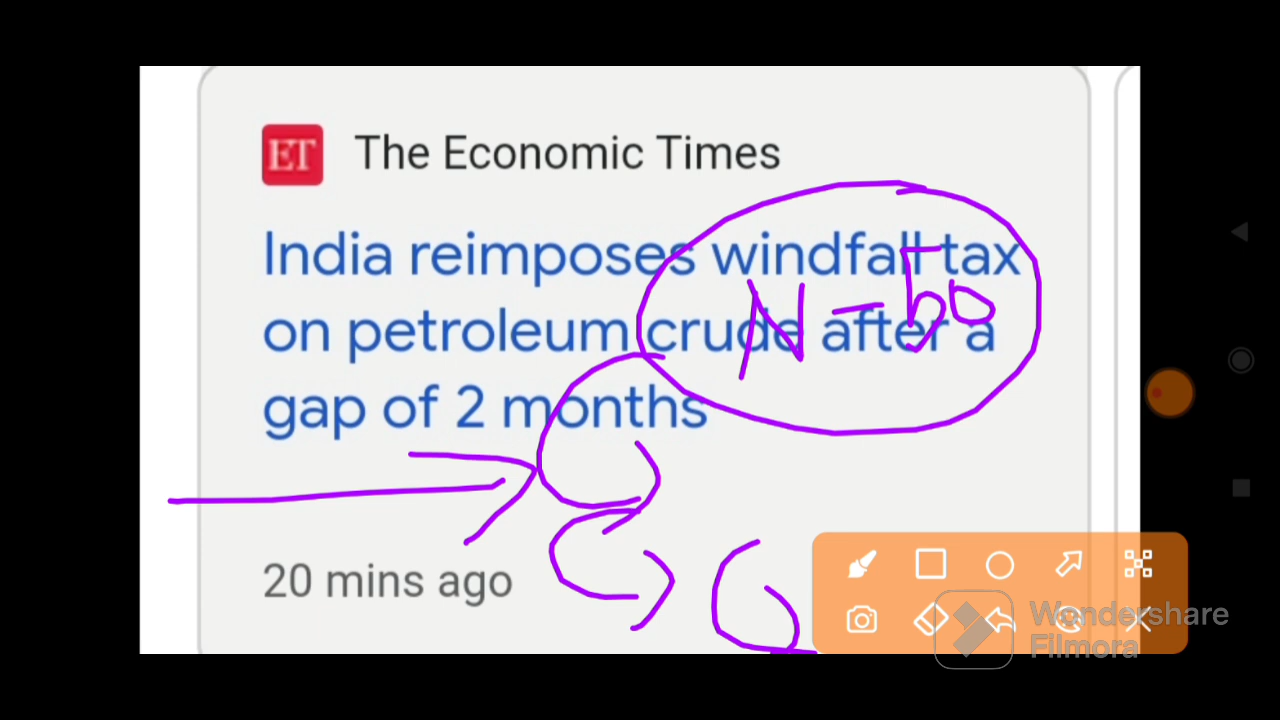 ET The Economic Times
India reimposes windfall tax
on petroleum crude after a
gap of 2 months
N-50
20 mins ago
Wondershare
Filmora